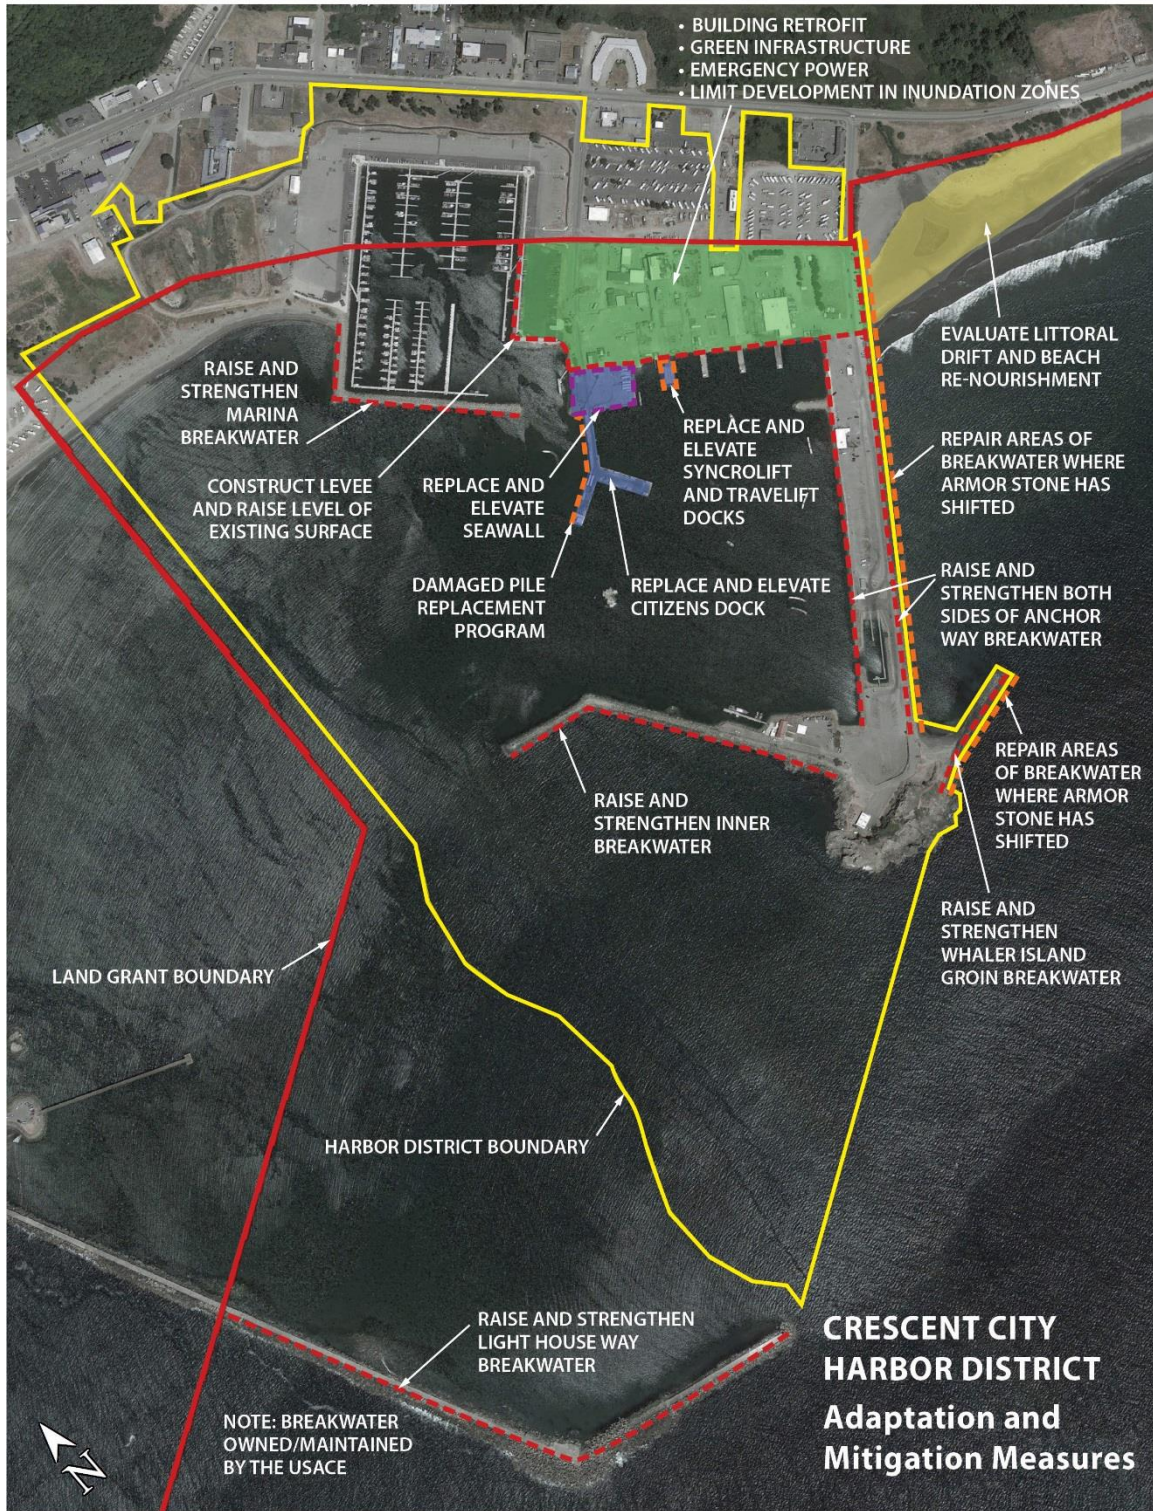 • BUILDING RETROFIT
• GREEN INFRASTRUCTURE
• EMERGENCY POWER
• LIMIT DEVELOPMENT IN INUNDATION ZONES
EVALUATE LITTORAL
DRIFT AND BEACH
RE-NOURISHMENT
RAISE AND
STRENGTHEN
MARINA
BREAKWATER
CONSTRUCT LEVEE
AND RAISE LEVEL OF
EXISTING SURFACE
REPLACE AND
ELEVATE
SEAWALL
REPLACE AND
ELEVATE
SYNCROLIFT
AND TRAVELIFT
DOCKS
REPAIR AREAS OF
BREAKWATER WHERE
ARMOR STONE HAS
SHIFTED
DAMAGED PILE
REPLACEMENT
PROGRAM
REPLACE AND ELEVATE
CITIZENS DOCK
RAISE AND
STRENGTHEN BOTH
SIDES OF ANCHOR
WAY BREAKWATER
RAISE AND
STRENGTHEN INNER
BREAKWATER
REPAIR AREAS
OF BREAKWATER
WHERE ARMOR
STONE HAS
SHIFTED
RAISE AND
STRENGTHEN
WHALER ISLAND
GROIN BREAKWATER
LAND GRANT BOUNDARY
HARBOR DISTRICT BOUNDARY
RAISE AND STRENGTHEN
LIGHT HOUSE WAY
BREAKWATER
NOTE: BREAKWATER
OWNED/MAINTAINED
BY THE USACE
N
CRESCENT CITY
HARBOR DISTRICT
Adaptation and
Mitigation Measures